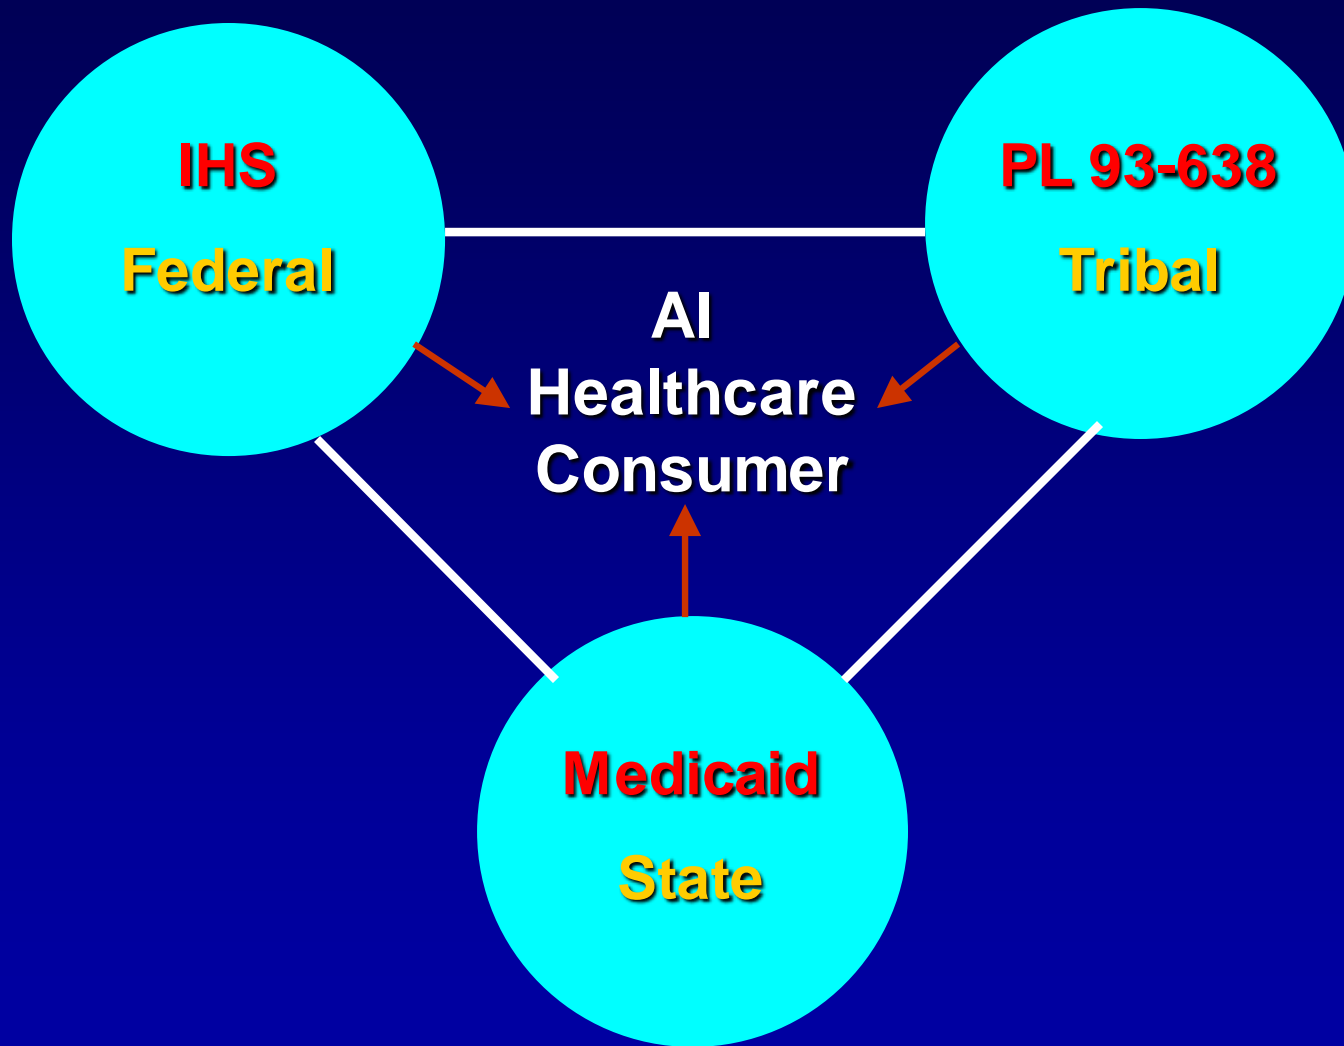 IHS
Federal
PL 93-638
Tribal
AI
Healthcare
Consumer
Medicaid
State